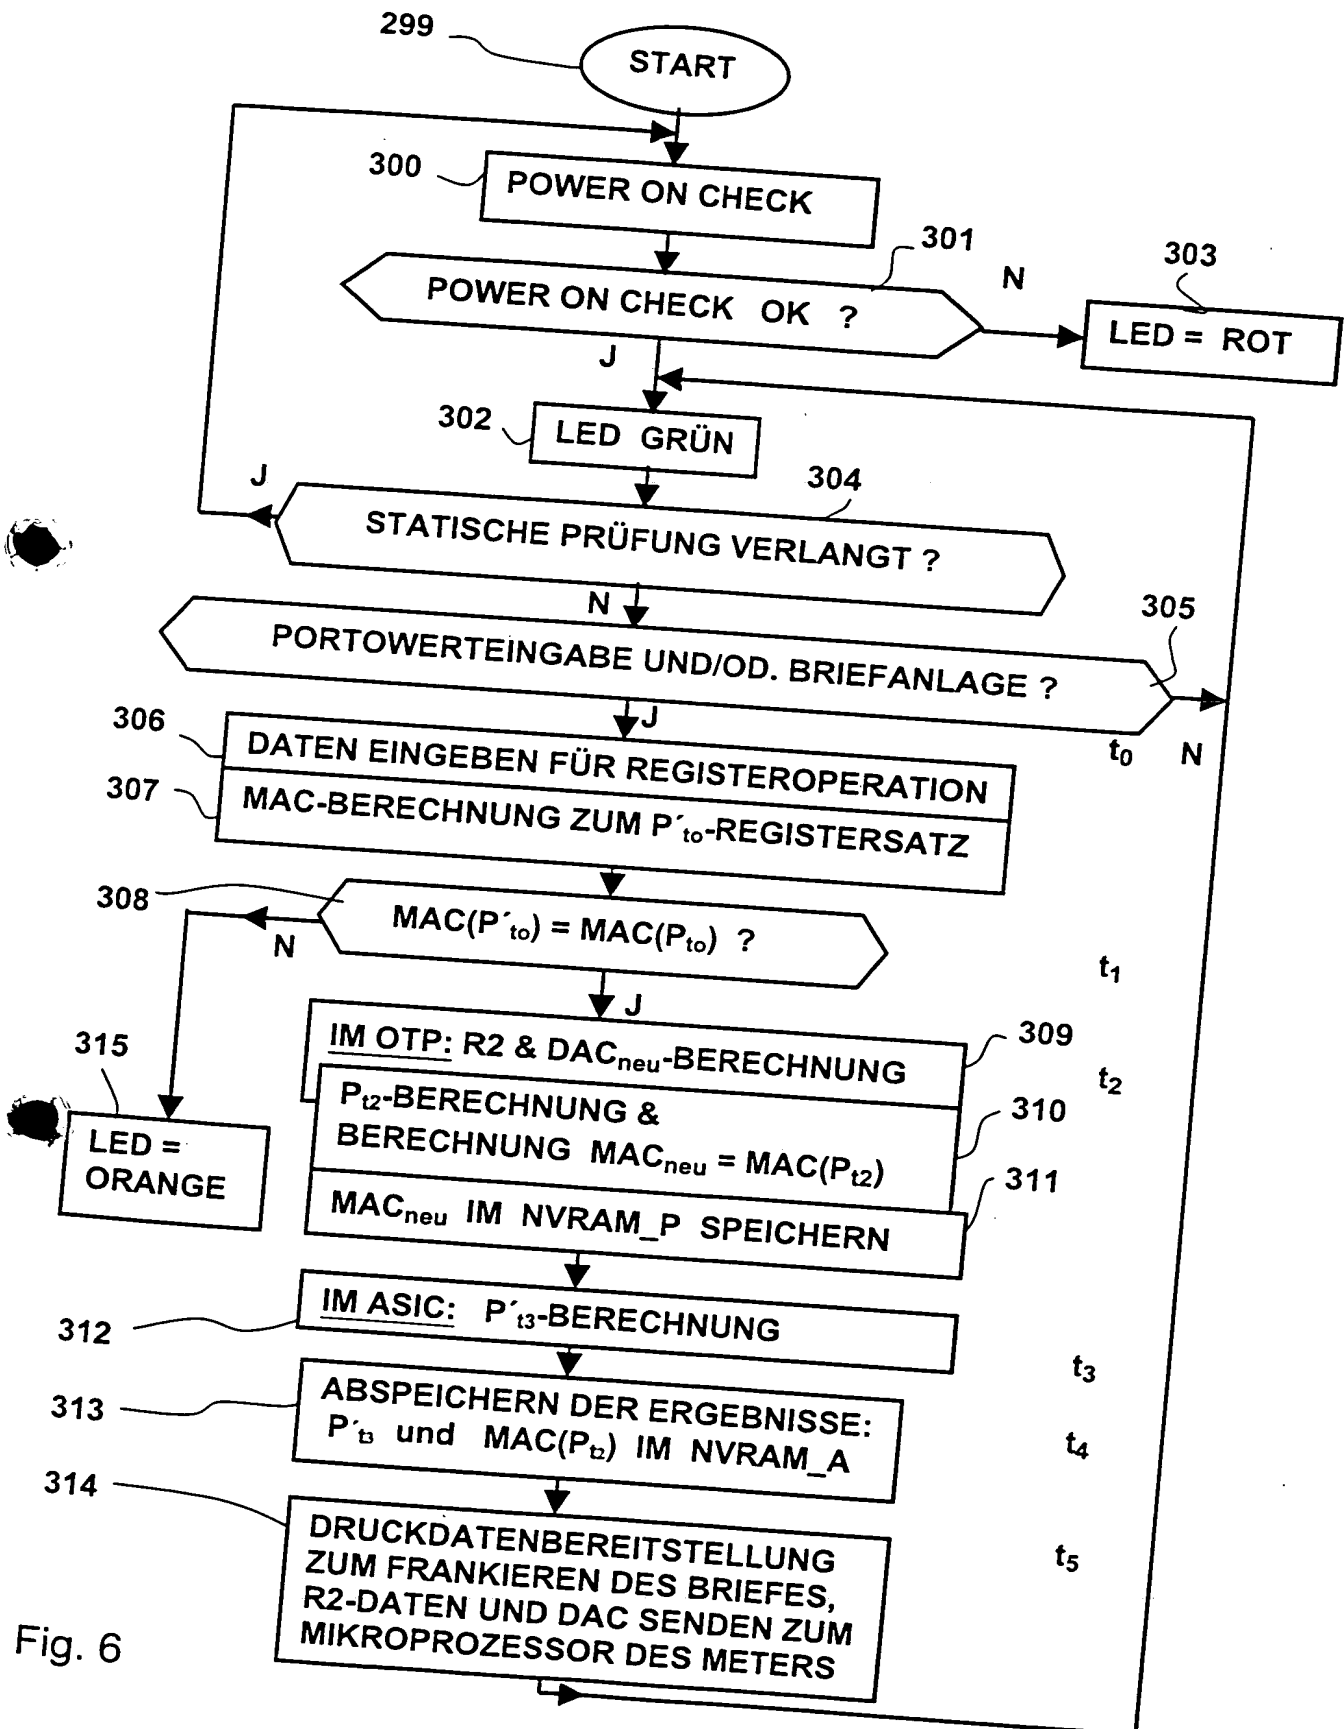 299
START
300
POWER ON CHECK
301
POWER ON CHECK OK ?
N
303
LED = ROT
J
302
LED GRÜN
J
304
STATISCHE PRÜFUNG VERLANGT ?
N
305
PORTOWERTEINGABE UND/OD. BRIEFANLAGE ?
J
t0
N
306
DATEN EINGEBEN FÜR REGISTEROPERATION
307
MAC-BERECHNUNG ZUM P´to-REGISTERSATZ
308
MAC(P´to) = MAC(Pto) ?
N
t1
J
309
IM OTP: R2 & DACneu-BERECHNUNG
t2
315
LED =
ORANGE
310
Pt2-BERECHNUNG &
BERECHNUNG MACneu = MAC(Pt2)
311
MACneu IM NVRAM_P SPEICHERN
312
IM ASIC: P´t3-BERECHNUNG
t3
313
ABSPEICHERN DER ERGEBNISSE:
P´t3 und MAC(Pt2) IM NVRAM_A
t4
314
DRUCKDATENBEREITSTELLUNG
ZUM FRANKIEREN DES BRIEFES,
R2-DATEN UND DAC SENDEN ZUM
MIKROPROZESSOR DES METERS
t5
Fig. 6